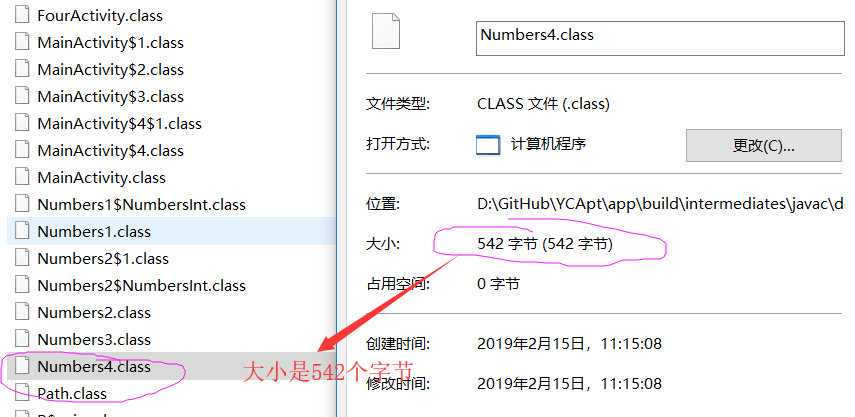 FourActivity.class
MainActivity$1.class
MainActivity$2.class
MainActivity$3.class
MainActivity$4$1.class
MainActivity$4.class
MainActivity.class
Numbers1$NumbersInt.class
Numbers1.class
Numbers2$1.class
Numbers2$NumbersInt.class
Numbers2.class
Numbers3.class
Numbers4.class
Path.class
Numbers4.class
文件类型: CLASS 文件 (.class)
打开方式: 计算机程序 更改(C)...
位置: D:\GitHub\YCApt\app\build\intermediates\javac\d
大小: 542 字节 (542 字节)
占用空间: 0 字节
创建时间: 2019年2月15日，11:15:08
大小是542个字节
修改时间: 2019年2月15日，11:15:08